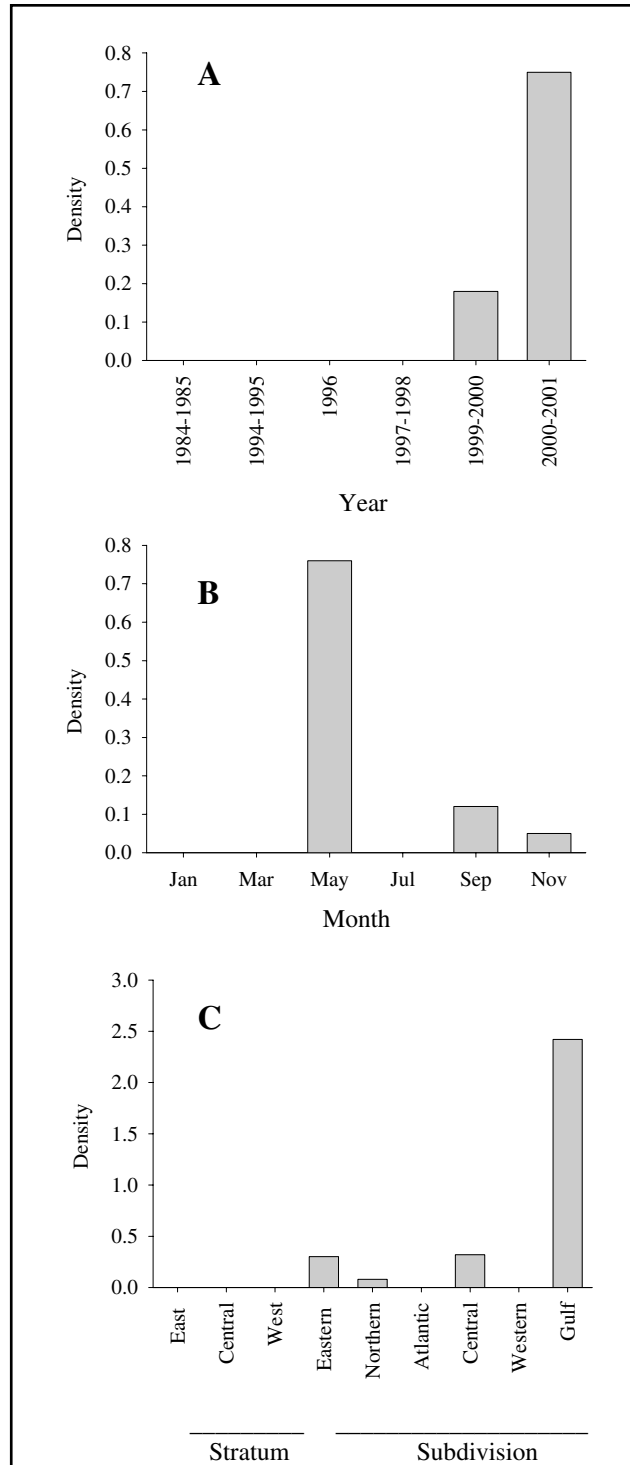 A
Density
0.8
0.7
0.6
0.5
0.4
0.3
0.2
0.1
0.0
1984-1985
1994-1995
1996
1997-1998
1999-2000
2000-2001
Year
B
Density
0.8
0.7
0.6
0.5
0.4
0.3
0.2
0.1
0.0
Jan Mar May Jul Sep Nov
Month
C
Density
3.0
2.5
2.0
1.5
1.0
0.5
0.0
East
Central
West
Eastern
Northern
Atlantic
Central
Western
Gulf
Stratum Subdivision